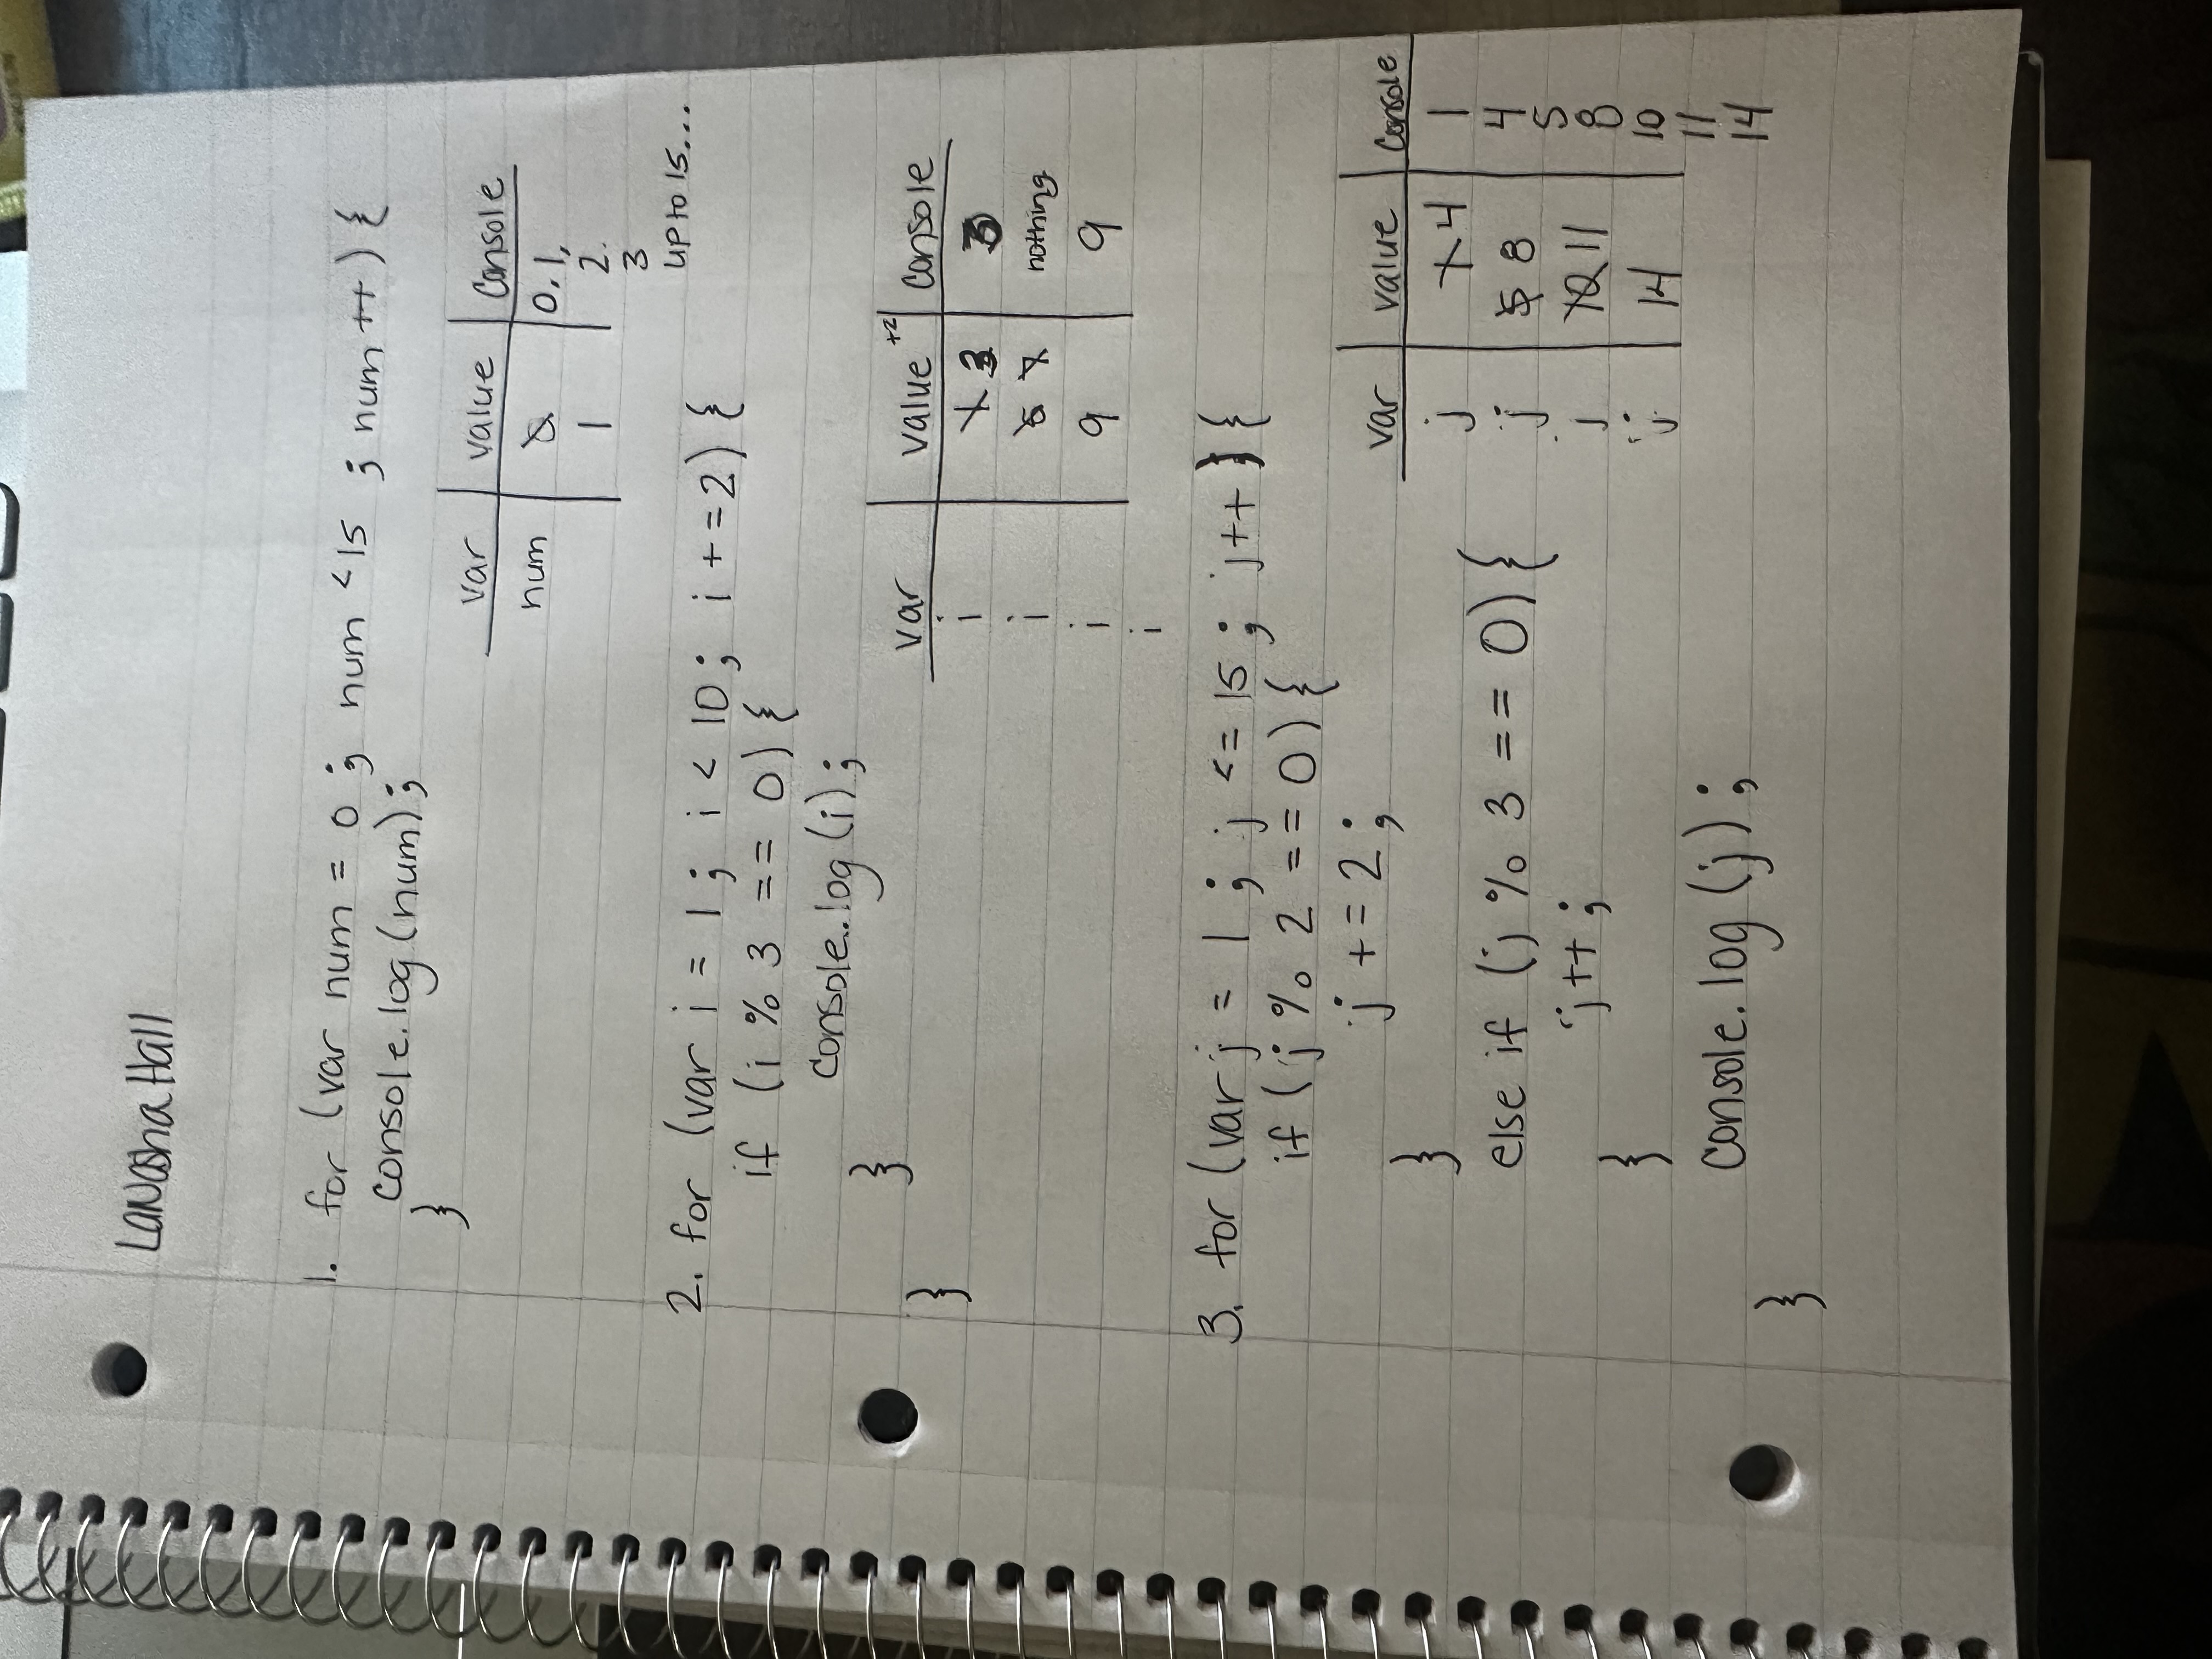 LaNasha Hall
1. for (var num = 0 ; num < 15 ; num ++ ) {
console.log (num) ;
}
var value console
num 0 0, 1,
1 2.
3
up to 15...
2. for (var i = 1 ; i < 10 ; i + = 2) {
if (i % 3 == 0) {
console..log (i) ;
}
}
var value +2 console
i 1 3 3
i 5 7 nothing
i 9 9
i
3. for (var j = 1 ; j <= 15 ; j++ ) {
if ( j % 2 == 0 ) {
j + = 2 ;
}
else if (j % 3 == 0) {
j ++ ;
}
console. log (j) ;
}
var value console
j 1 4 1
j 5 8 4
5
j 10 11 8
j 14 10
11
14